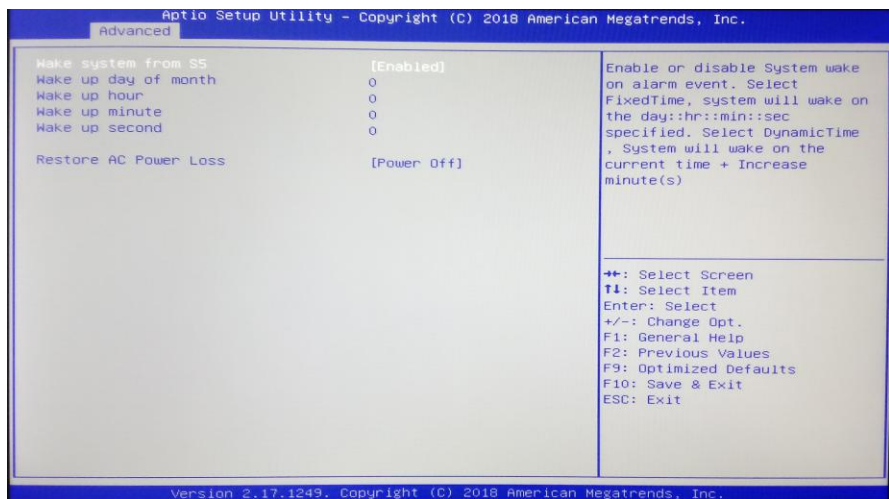 Aptio Setup Utility - Copyright (C) 2018 American Megatrends, Inc.
Advanced
Wake system from S5 [Enabled]
Wake up day of month 0
Wake up hour 0
Wake up minute 0
Wake up second 0
Restore AC Power Loss [Power Off]
Enable or disable System wake
on alarm event. Select
FixedTime, system will wake on
the day::hr::min::sec
specified. Select DynamicTime
, System will wake on the
current time + Increase
minute(s)
→←: Select Screen
↑↓: Select Item
Enter: Select
+/-: Change Opt.
F1: General Help
F2: Previous Values
F9: Optimized Defaults
F10: Save & Exit
ESC: Exit
Version 2.17.1249. Copyright (C) 2018 American Megatrends, Inc.